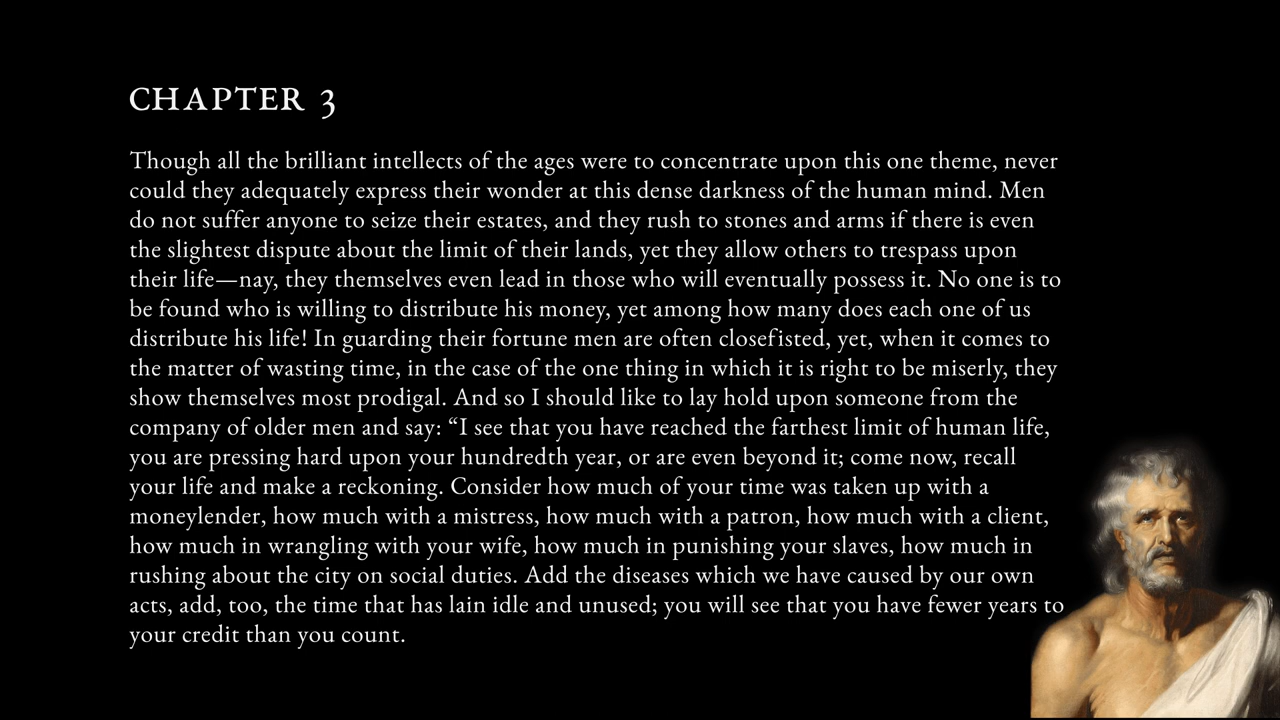 CHAPTER 3
Though all the brilliant intellects of the ages were to concentrate upon this one theme, never
could they adequately express their wonder at this dense darkness of the human mind. Men
do not suffer anyone to seize their estates, and they rush to stones and arms if there is even
the slightest dispute about the limit of their lands, yet they allow others to trespass upon
their life—nay, they themselves even lead in those who will eventually possess it. No one is to
be found who is willing to distribute his money, yet among how many does each one of us
distribute his life! In guarding their fortune men are often closefisted, yet, when it comes to
the matter of wasting time, in the case of the one thing in which it is right to be miserly, they
show themselves most prodigal. And so I should like to lay hold upon someone from the
company of older men and say: “I see that you have reached the farthest limit of human life,
you are pressing hard upon your hundredth year, or are even beyond it; come now, recall
your life and make a reckoning. Consider how much of your time was taken up with a
moneylender, how much with a mistress, how much with a patron, how much with a client,
how much in wrangling with your wife, how much in punishing your slaves, how much in
rushing about the city on social duties. Add the diseases which we have caused by our own
acts, add, too, the time that has lain idle and unused; you will see that you have fewer years to
your credit than you count.